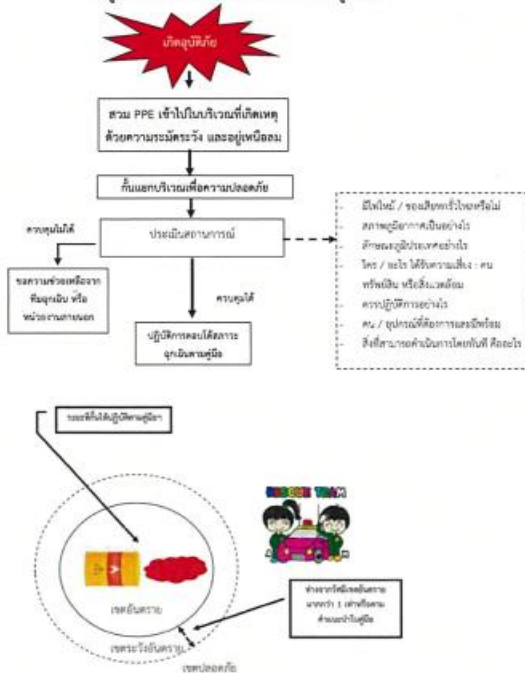 เกิดอุบัติภัย
สวม PPE เข้าไปในบริเวณที่เกิดเหตุ
ด้วยความระมัดระวัง และอยู่เหนือลม
กั้นแยกบริเวณเพื่อความปลอดภัย
ควบคุมไม่ได้
ประเมินสถานการณ์
ขอความช่วยเหลือจาก
ทีมฉุกเฉิน หรือ
หน่วยงานภายนอก
ควบคุมได้
ปฏิบัติการตอบโต้สภาวะ
ฉุกเฉินตามคู่มือ
- มีไฟไหม้ / ของเสียหกรั่วไหลหรือไม่
- สภาพภูมิอากาศเป็นอย่างไร
- ลักษณะภูมิประเทศอย่างไร
- ใคร / อะไร ได้รับความเสี่ยง : คน
ทรัพย์สิน หรือสิ่งแวดล้อม
- ควรปฏิบัติการอย่างไร
- คน / อุปกรณ์ที่ต้องการและมีพร้อม
- สิ่งที่สามารถดำเนินการโดยทันที คืออะไร
ระยะที่กั้นให้ปฏิบัติตามคู่มือฯ
RESCUE TEAM
เขตอันตราย
ห่างจากรัศมีเขตอันตราย
มากกว่า 1 เท่าหรือตาม
คำแนะนำในคู่มือ
เขตระวังอันตราย
เขตปลอดภัย